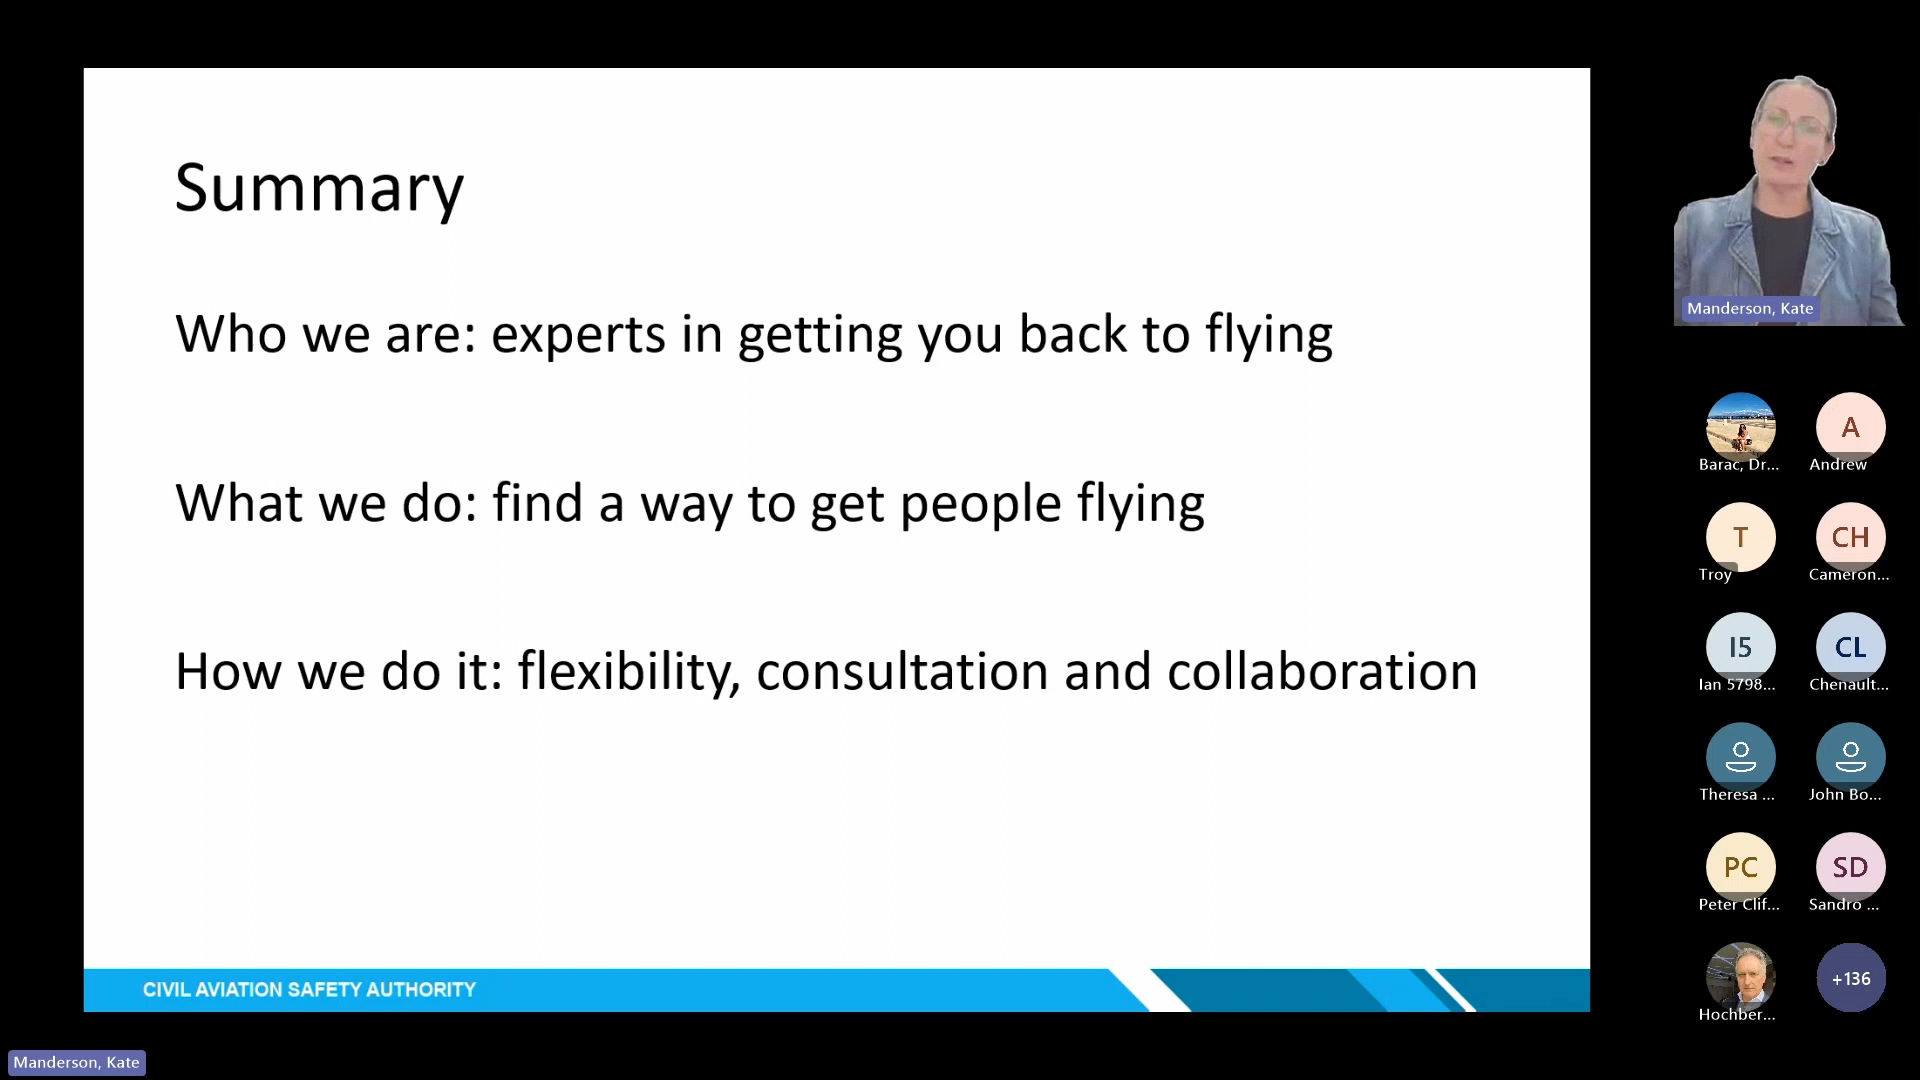 Summary
Who we are: experts in getting you back to flying
What we do: find a way to get people flying
How we do it: flexibility, consultation and collaboration
CIVIL AVIATION SAFETY AUTHORITY
Manderson, Kate
Barac, Dr...
A
Andrew
T
Troy
CH
Cameron...
I5
Ian 5798...
CL
Chenault...
Theresa ...
John Bo...
PC
Peter Clif...
SD
Sandro ...
Hochber...
+136
Manderson, Kate